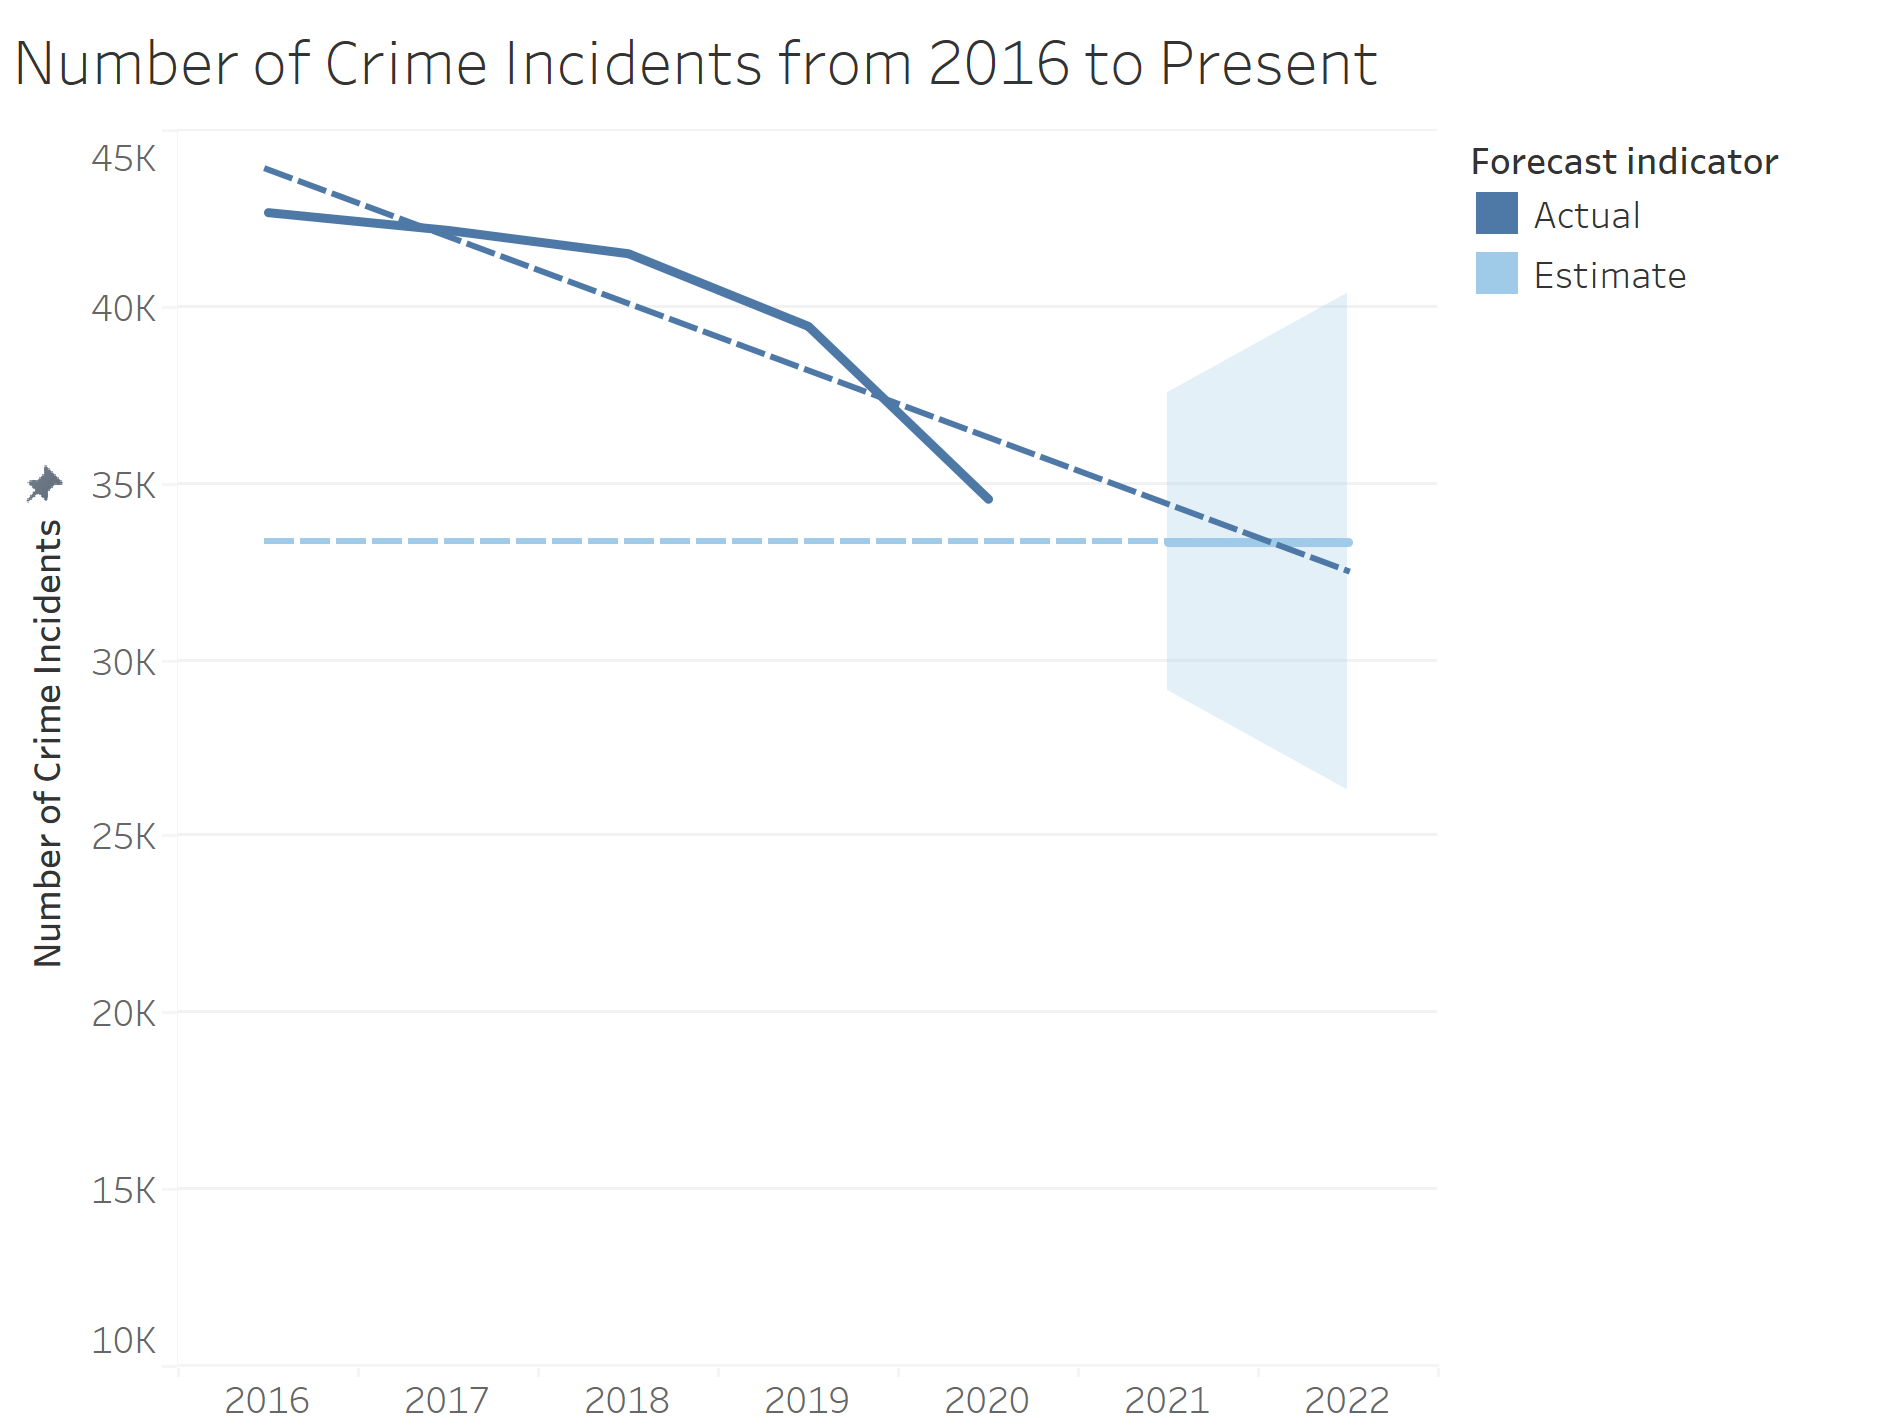 Number of Crime Incidents from 2016 to Present
Forecast indicator
Actual
Estimate
Number of Crime Incidents
45K
40K
35K
30K
25K
20K
15K
10K
2016 2017 2018 2019 2020 2021 2022